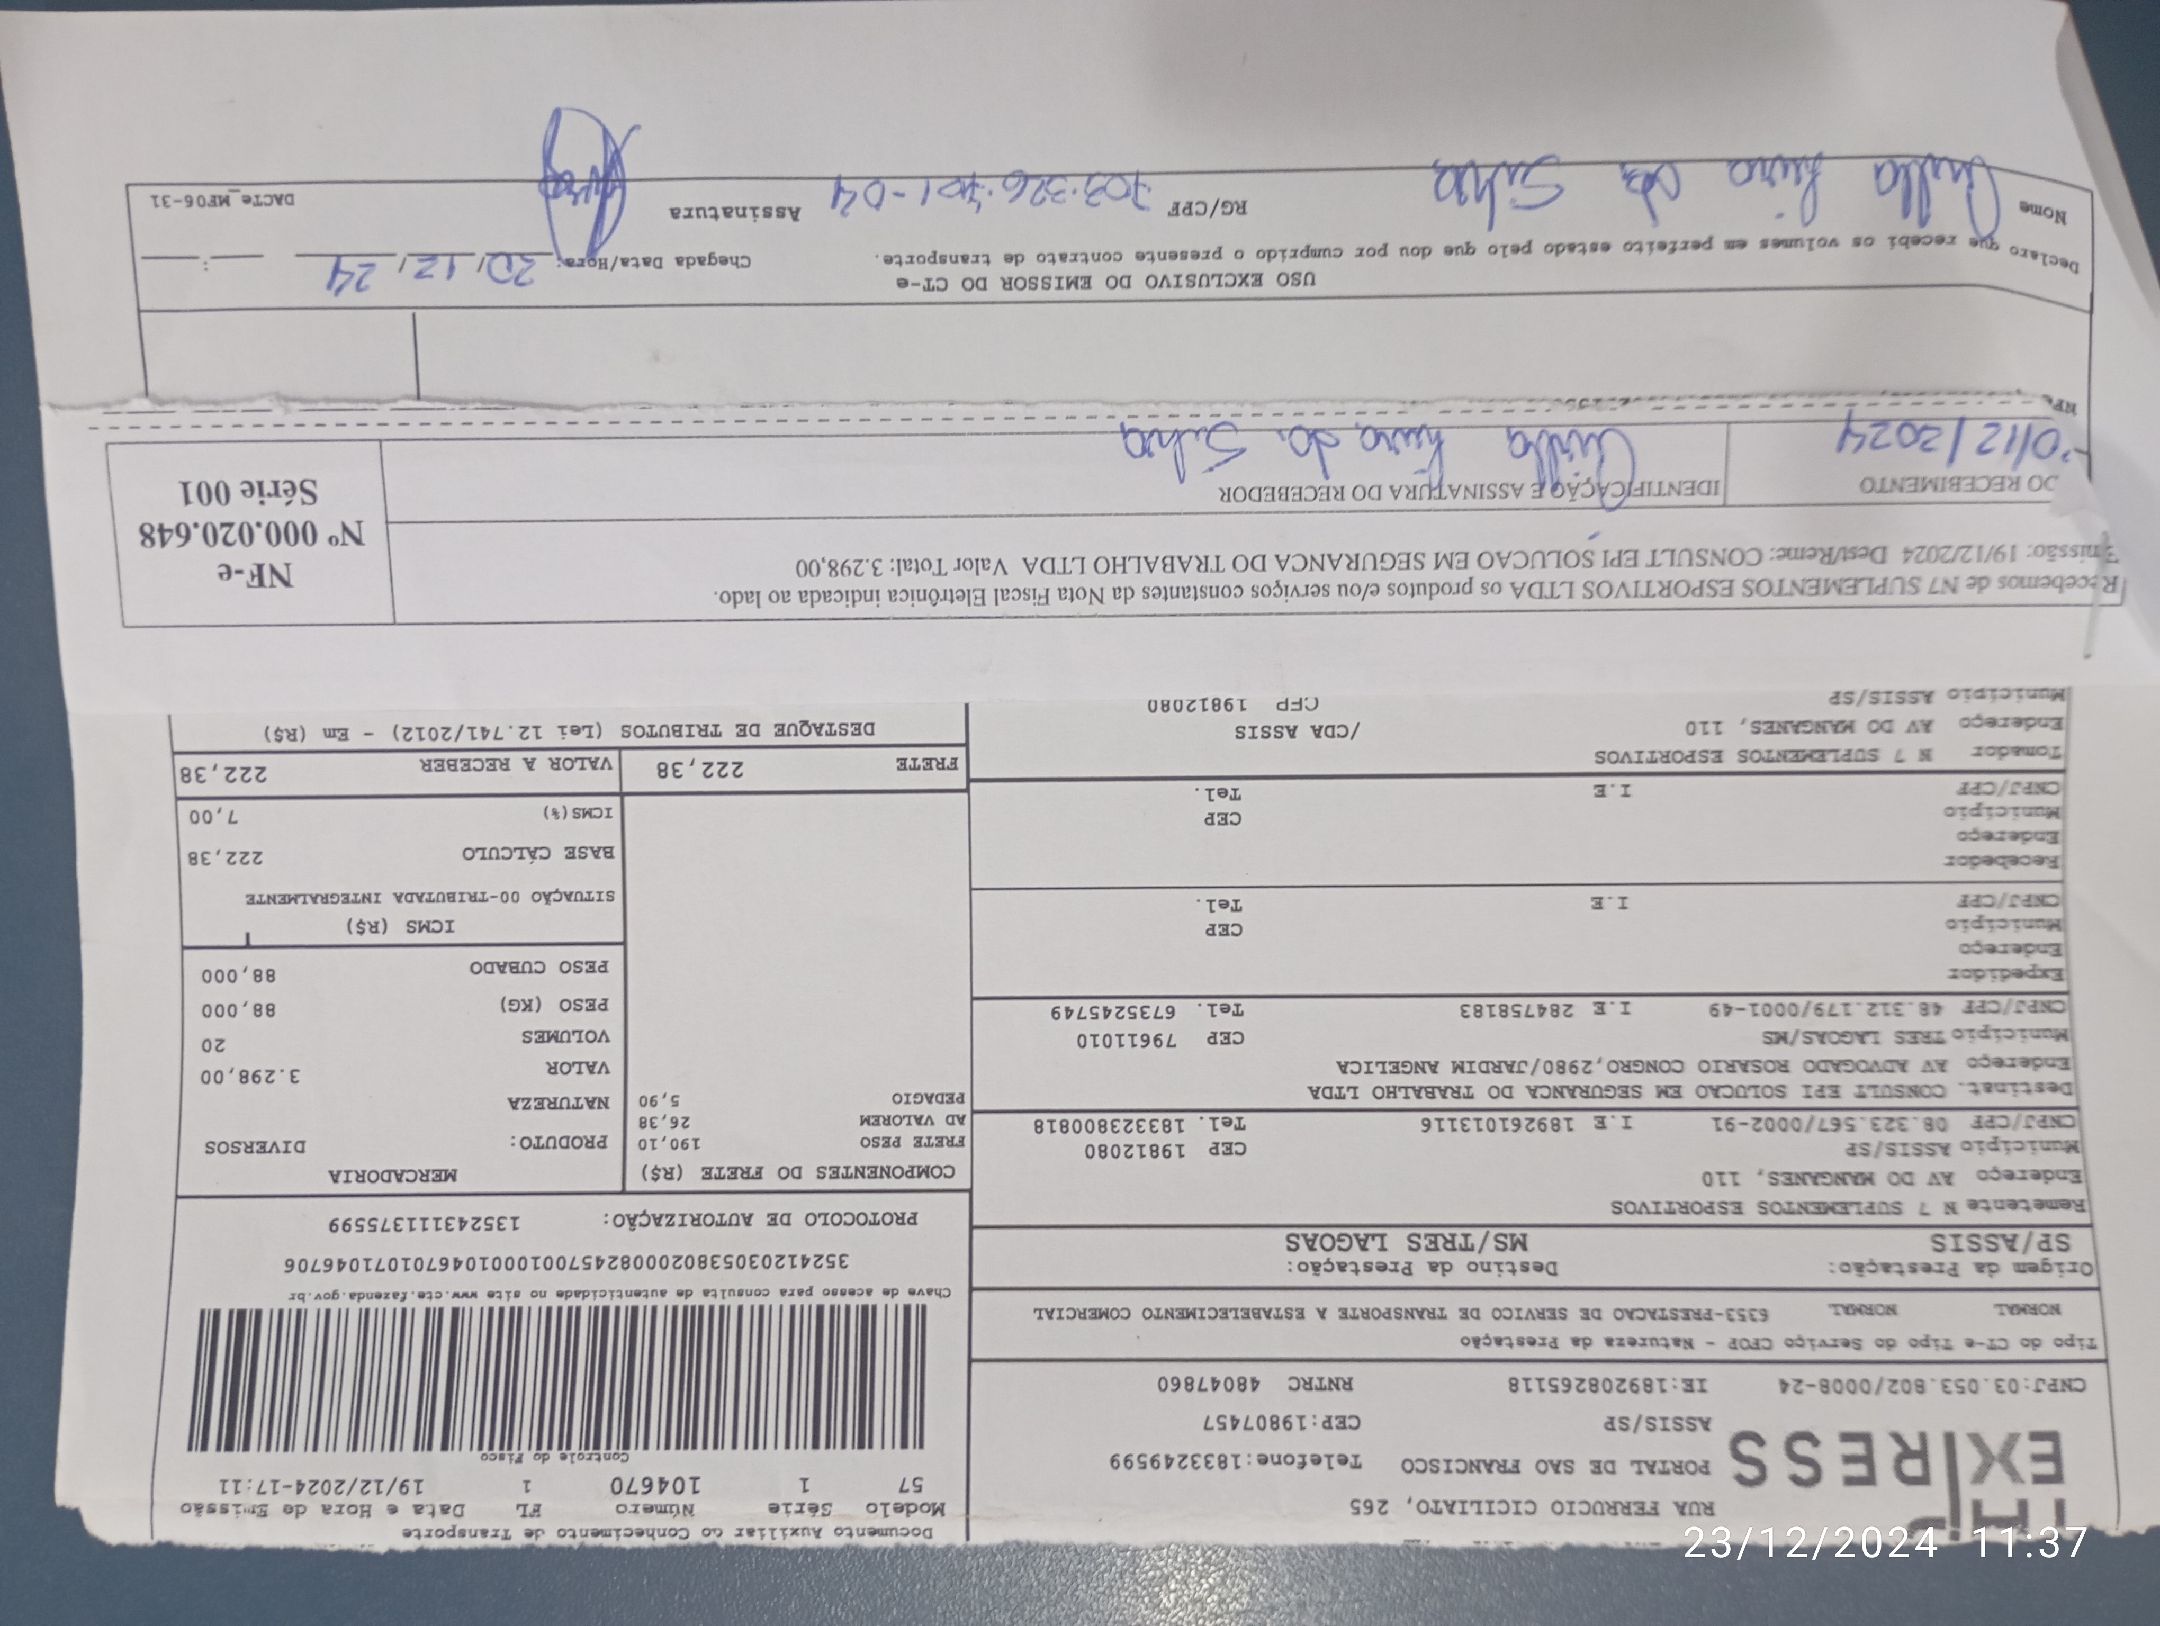 Documento Auxiliar do Conhecimento de Transporte
Modelo Série Número FL Data e Hora de Emissão
57 1 104670 1 19/12/2024-17:11
Controle do Fisco
EXPRESS
RUA FERRUCIO CICILIATO, 265
PORTAL DE SAO FRANCISCO Telefone:1833249599
ASSIS/SP CEP:19807457
CNPJ:03.053.802/0008-24 IE:189208265118 RNTRC 48047860
Tipo do CT-e Tipo do Serviço CFOP - Natureza da Prestação
NORMAL NORMAL 6353-PRESTACAO DE SERVICO DE TRANSPORTE A ESTABELECIMENTO COMERCIAL
Chave de acesso para consulta de autenticidade no site www.cte.fazenda.gov.br
35241203053802000824570010001046701071046706
Origem da Prestação: Destino da Prestação:
SP/ASSIS MS/TRES LAGOAS
PROTOCOLO DE AUTORIZAÇÃO: 135243111375599
Remetente N 7 SUPLEMENTOS ESPORTIVOS
Endereço AV DO MANGANES, 110
Município ASSIS/SP CEP 19812080
CNPJ/CPF 08.323.567/0002-91 I.E 189261013116 Tel. 183323800818
Destinat. CONSULT EPI SOLUCAO EM SEGURANCA DO TRABALHO LTDA
Endereço AV ADVOGADO ROSARIO CONGRO,2980/JARDIM ANGELICA
Município TRES LAGOAS/MS CEP 79611010
CNPJ/CPF 48.312.179/0001-49 I.E 284758183 Tel. 6735245749
Expedidor
Endereço
Município CEP
CNPJ/CPF I.E Tel.
Recebedor
Endereço
Município CEP
CNPJ/CPF I.E Tel.
Tomador N 7 SUPLEMENTOS ESPORTIVOS
Endereço AV DO MANGANES, 110 /CDA ASSIS
Município ASSIS/SP CEP 19812080
COMPONENTES DO FRETE (R$)
FRETE PESO 190,10
AD VALOREM 26,38
PEDAGIO 5,90
FRETE 222,38
MERCADORIA
PRODUTO: DIVERSOS
NATUREZA
VALOR 3.298,00
VOLUMES 20
PESO (KG) 88,000
PESO CUBADO 88,000
ICMS (R$)
SITUAÇÃO 00-TRIBUTADA INTEGRALMENTE
BASE CÁLCULO 222,38
ICMS(%) 7,00
VALOR A RECEBER 222,38
DESTAQUE DE TRIBUTOS (Lei 12.741/2012) - Em (R$)
Recebemos de N7 SUPLEMENTOS ESPORTIVOS LTDA os produtos e/ou serviços constantes da Nota Fiscal Eletrônica indicada ao lado.
Emissão: 19/12/2024 Dest/Reme: CONSULT EPI SOLUCAO EM SEGURANCA DO TRABALHO LTDA Valor Total: 3.298,00
NF-e
Nº 000.020.648
Série 001
DO RECEBIMENTO IDENTIFICAÇÃO E ASSINATURA DO RECEBEDOR
0/12/2024 da Silva
USO EXCLUSIVO DO EMISSOR DO CT-e
Declaro que recebi os volumes em perfeito estado pelo que dou por cumprido o presente contrato de transporte.
Chegada Data/Hora: 20/12/24 :
Nome da Silva RG/CPF 703.326.701-04 Assinatura
DACTe_MF06-31
23/12/2024 11:37